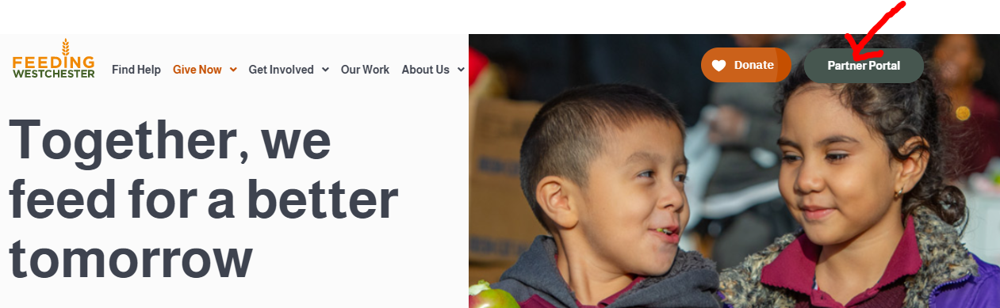 FEEDING
WESTCHESTER
Find Help
Give Now
Get Involved
Our Work
About Us
Donate
Partner Portal
Together, we
feed for a better
tomorrow